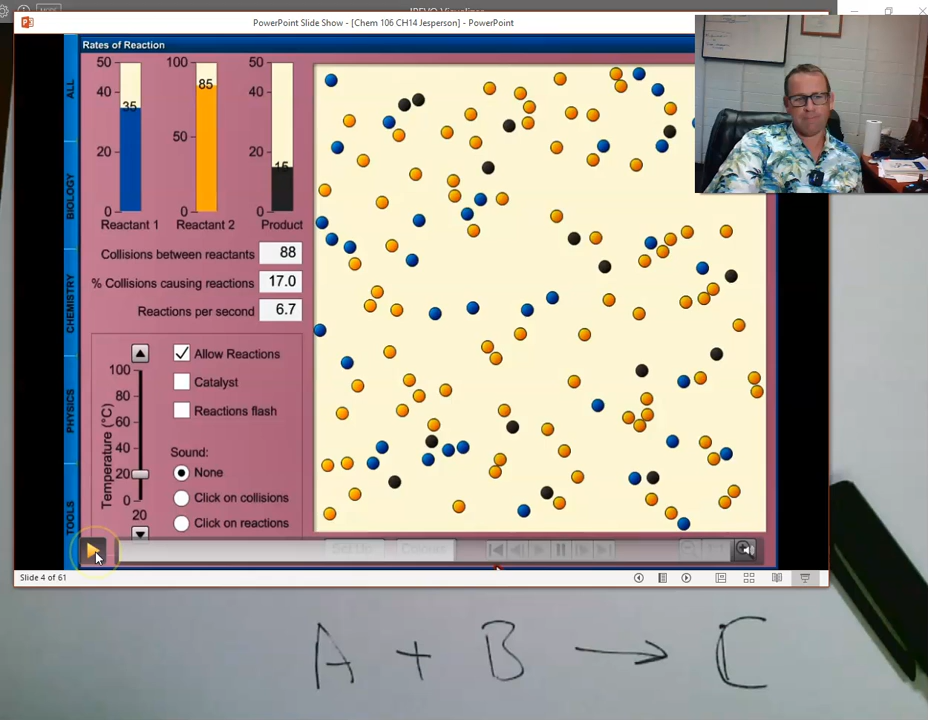 PowerPoint Slide Show - [Chem 106 CH14 Jesperson] - PowerPoint
Rates of Reaction
ALL
BIOLOGY
CHEMISTRY
PHYSICS
TOOLS
50 100 50
40 40
35 85
50
20 20
15
0 0 0
Reactant 1 Reactant 2 Product
Collisions between reactants 88
% Collisions causing reactions 17.0
Reactions per second 6.7
Temperature (°C)
100
80
60
40
20
0
20
✓ Allow Reactions
Catalyst
Reactions flash
Sound:
None
Click on collisions
Click on reactions
Slide 4 of 61
A + B → C